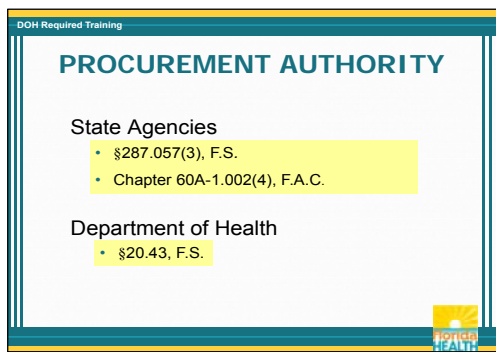 DOH Required Training
PROCUREMENT AUTHORITY
State Agencies
• §287.057(3), F.S.
• Chapter 60A-1.002(4), F.A.C.
Department of Health
• §20.43, F.S.
Florida
HEALTH